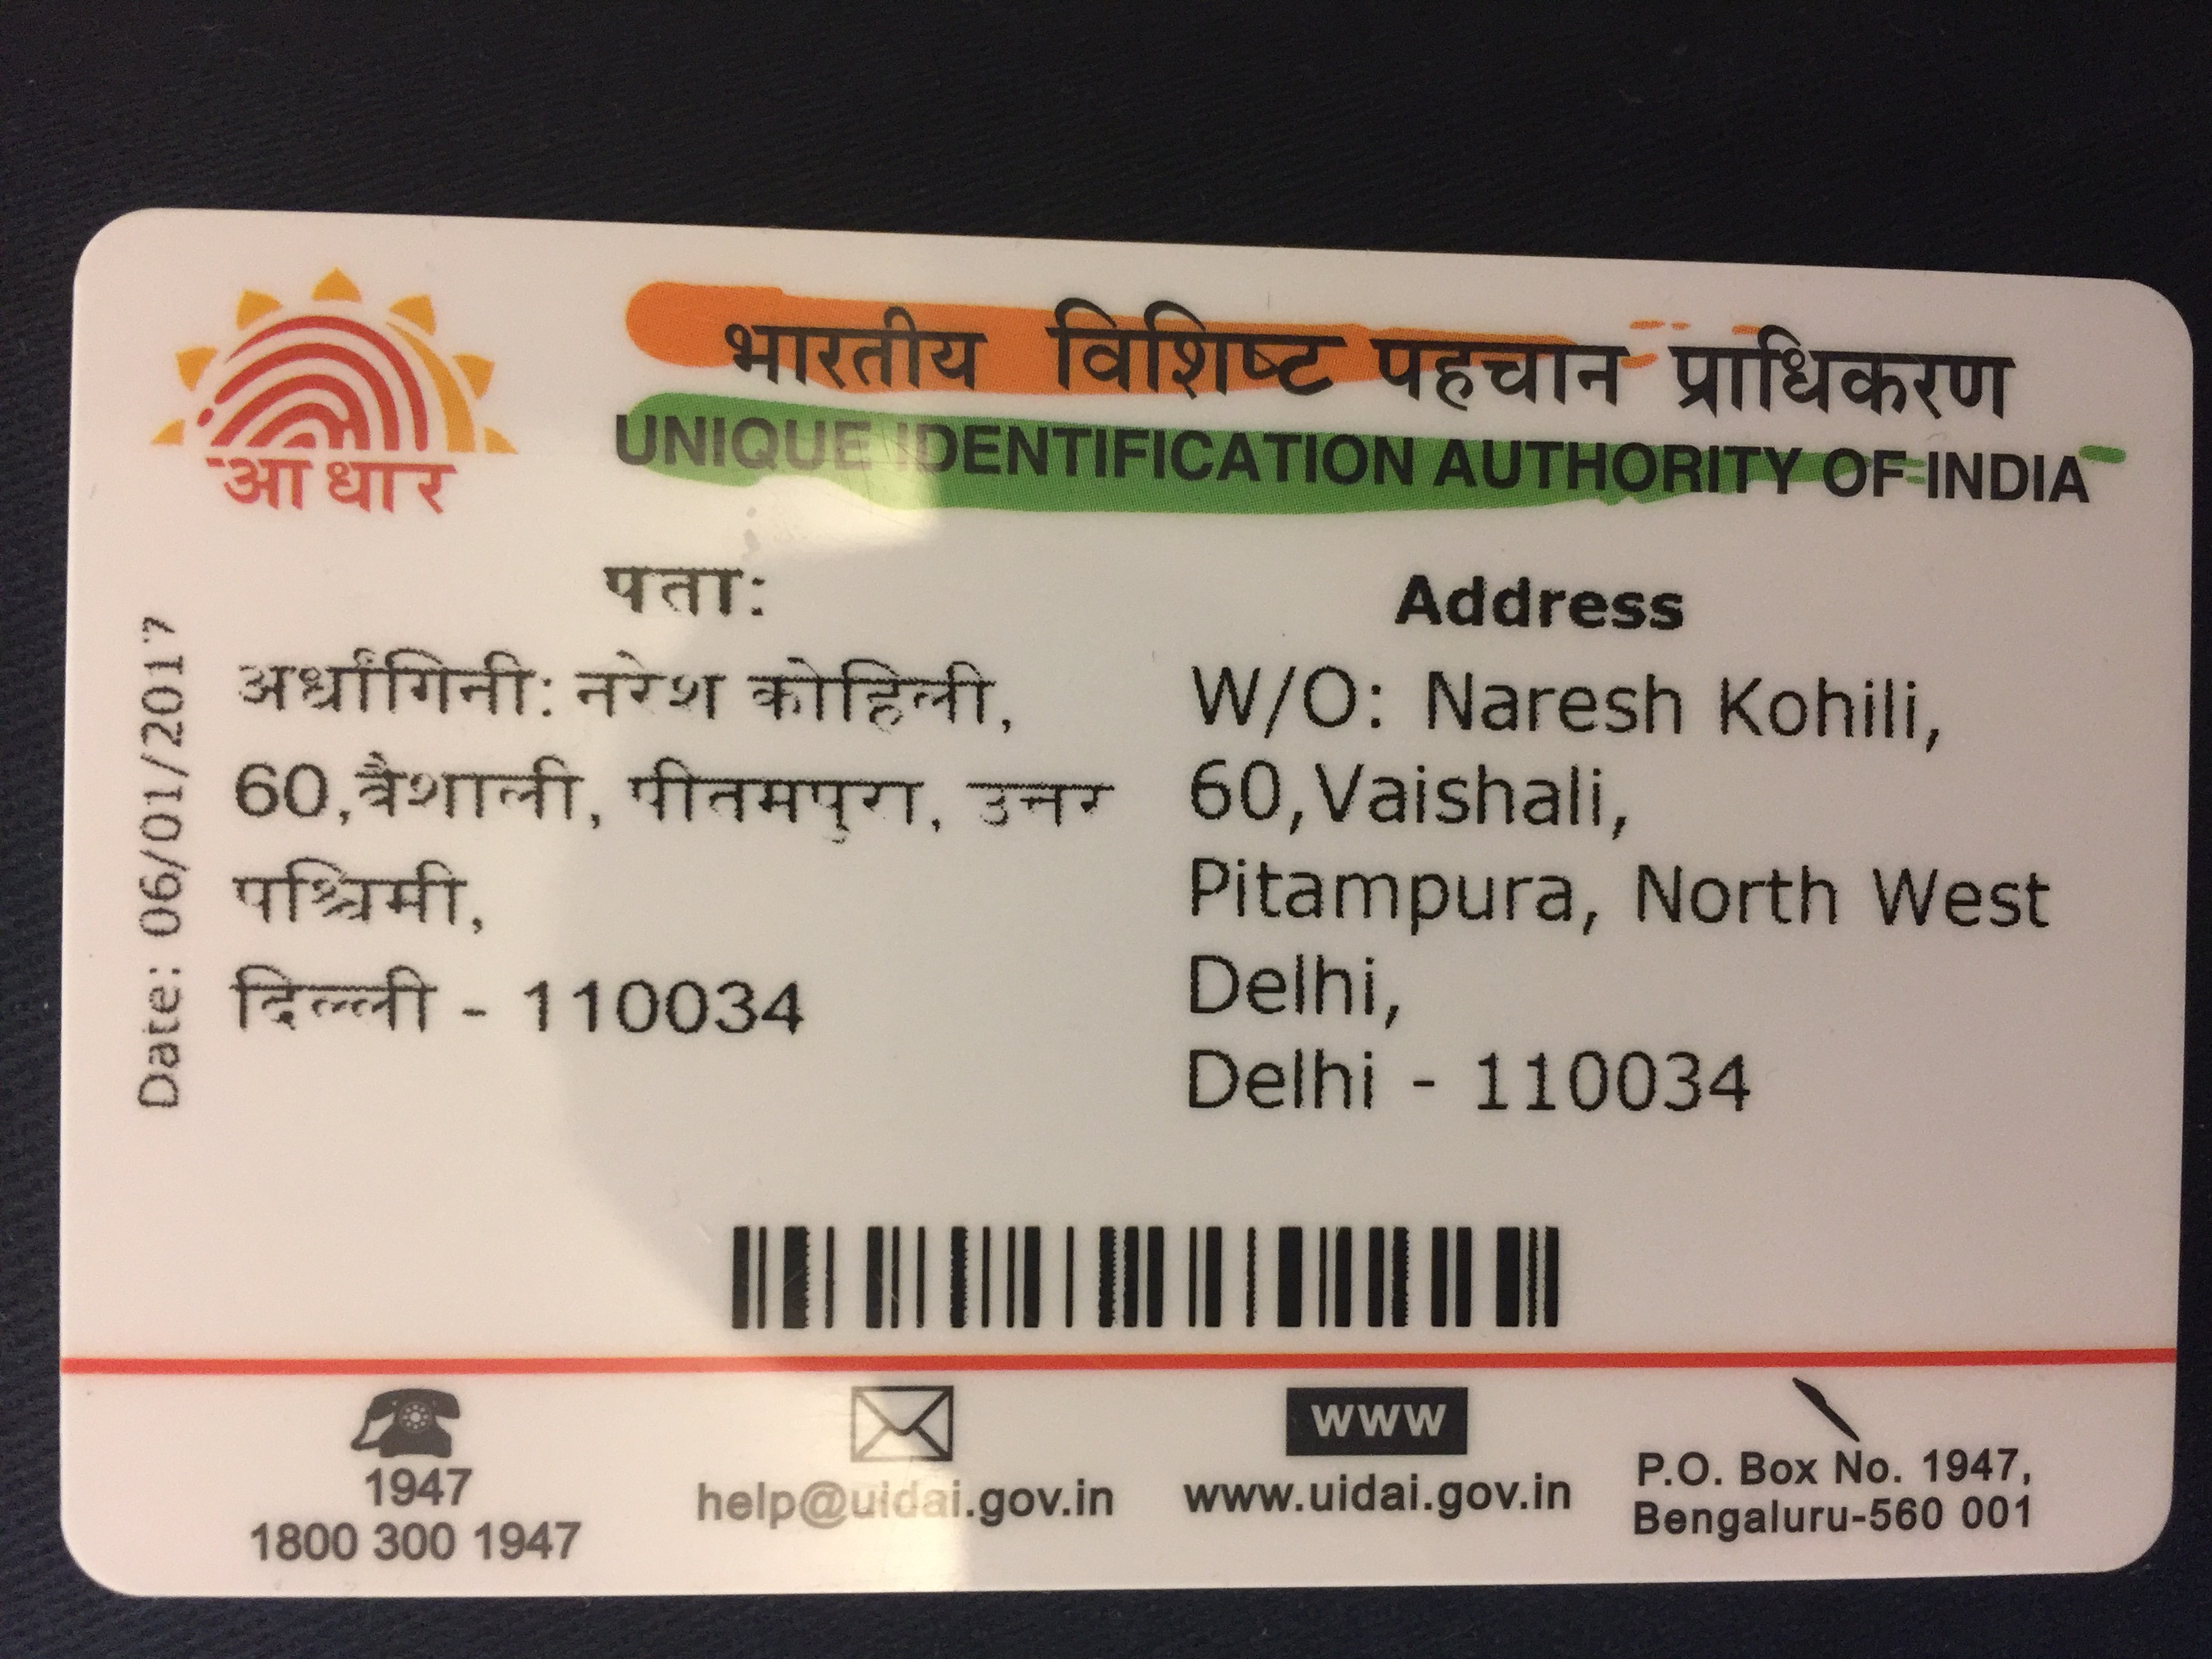 आधार
भारतीय विशिष्ट पहचान प्राधिकरण
UNIQUE IDENTIFICATION AUTHORITY OF INDIA
Date: 06/01/2017
पता:
अर्धांगिनी: नरेश कोहिली,
60,वैशाली, पीतमपुरा, उत्तर
पश्चिमी,
दिल्ली - 110034
Address
W/O: Naresh Kohili,
60,Vaishali,
Pitampura, North West
Delhi,
Delhi - 110034
1947
1800 300 1947
help@uidai.gov.in
www
www.uidai.gov.in
P.O. Box No. 1947,
Bengaluru-560 001